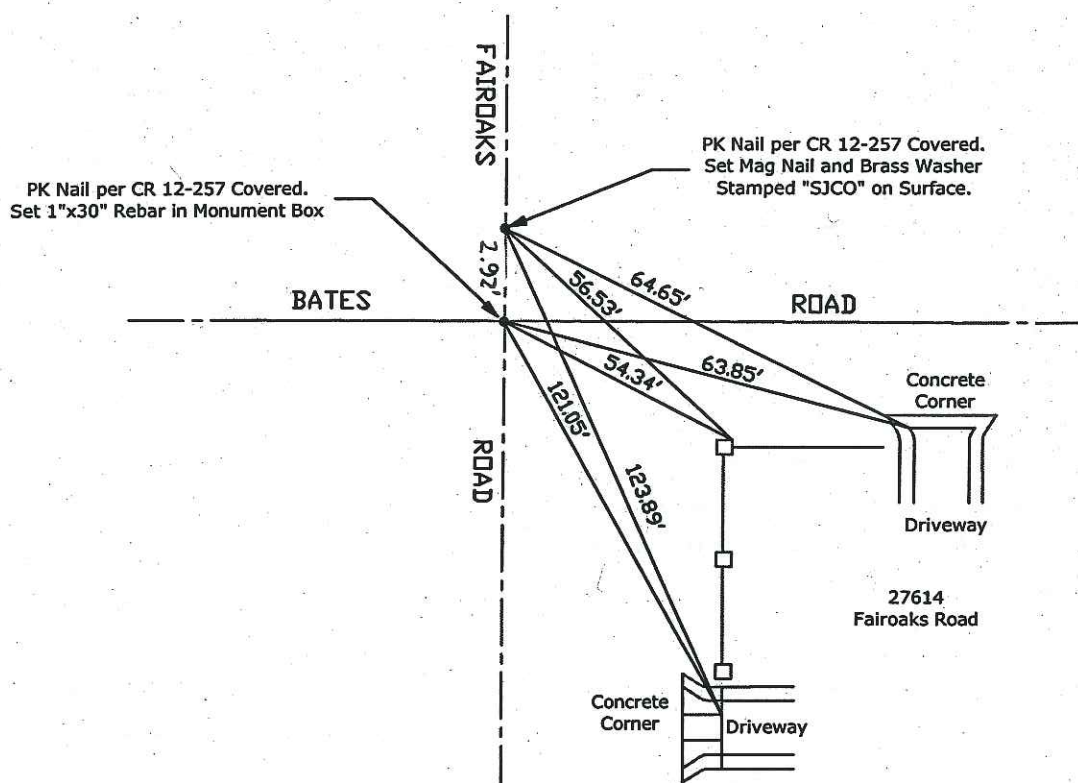 FAIROAKS
PK Nail per CR 12-257 Covered.
Set Mag Nail and Brass Washer
Stamped "SJCO" on Surface.
PK Nail per CR 12-257 Covered.
Set 1"x30" Rebar in Monument Box
2.92'
56.53'
64.65'
BATES
ROAD
54.34'
63.85'
121.05'
123.89'
ROAD
Concrete
Corner
Driveway
27614
Fairoaks Road
Concrete
Corner
Driveway